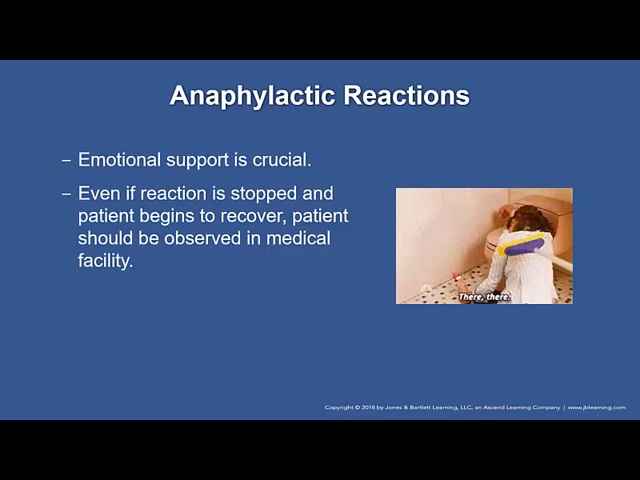 Anaphylactic Reactions
– Emotional support is crucial.
– Even if reaction is stopped and
patient begins to recover, patient
should be observed in medical
facility.
There, there.
Copyright © 2016 by Jones & Bartlett Learning, LLC, an Ascend Learning Company | www.jblearning.com